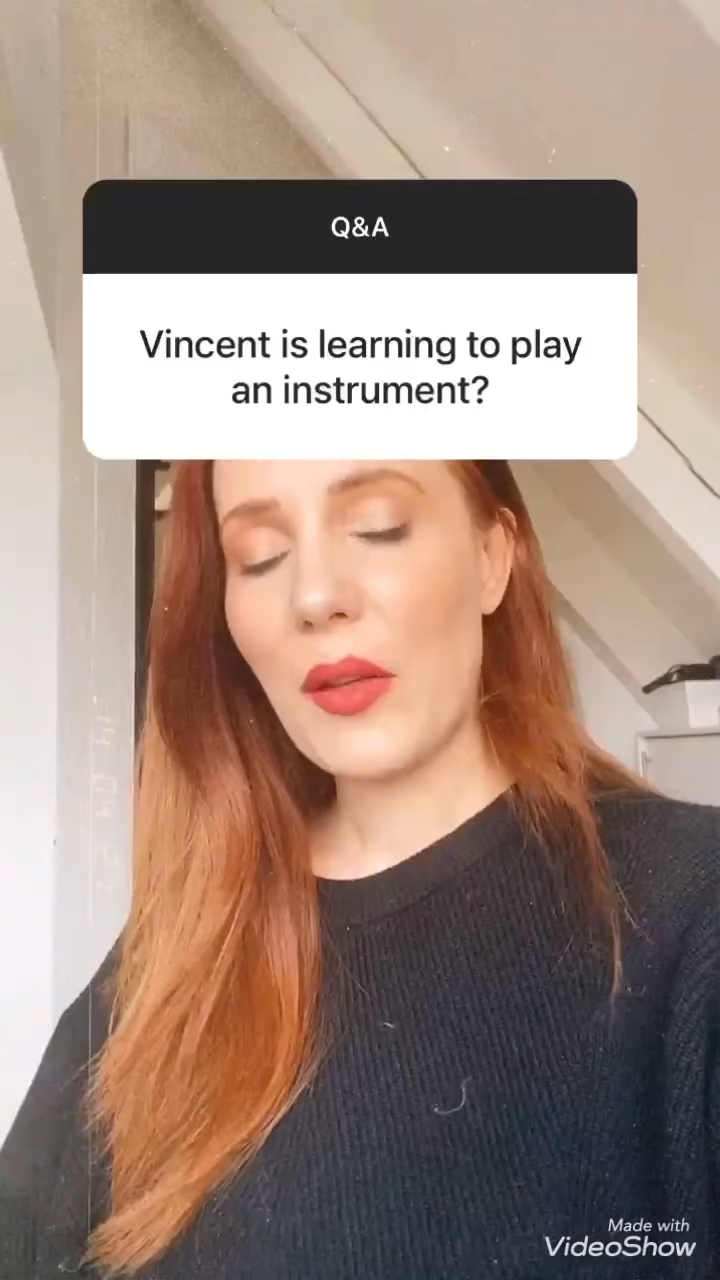 Q&A
Vincent is learning to play
an instrument?
Made with
VideoShow